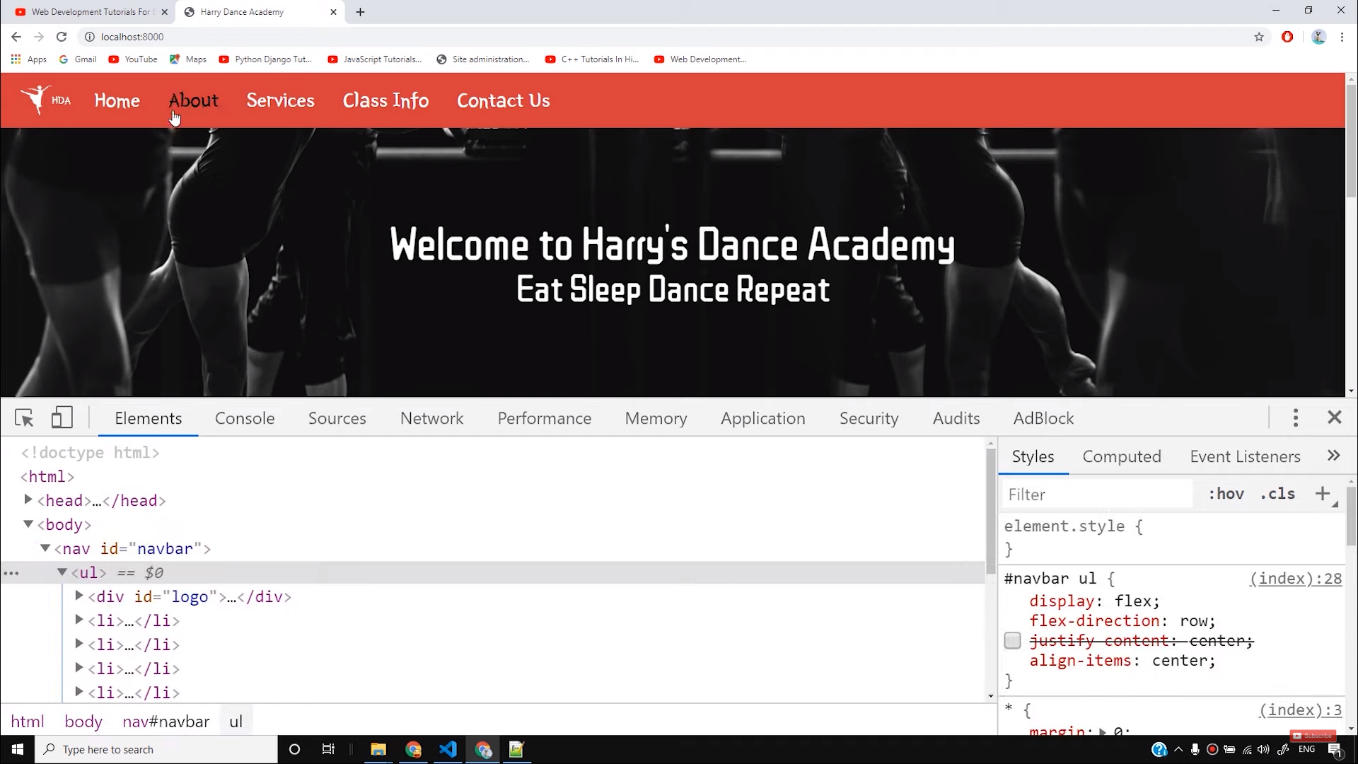 Web Development Tutorials For
Harry Dance Academy
localhost:8000
Apps
Gmail
YouTube
Maps
Python Django Tut...
JavaScript Tutorials...
Site administration...
C++ Tutorials In Hi...
Web Development...
HDA
Home
About
Services
Class Info
Contact Us
Welcome to Harry's Dance Academy
Eat Sleep Dance Repeat
Elements
Console
Sources
Network
Performance
Memory
Application
Security
Audits
AdBlock
<!doctype html>
<html>
<head>…</head>
<body>
<nav id="navbar">
<ul> == $0
<div id="logo">…</div>
<li>…</li>
<li>…</li>
<li>…</li>
<li>…</li>
html
body
nav#navbar
ul
Styles
Computed
Event Listeners
Filter
:hov
.cls
element.style {
}
#navbar ul {
(index):28
display: flex;
flex-direction: row;
justify-content: center;
align-items: center;
}
* {
(index):3
margin: 0;
Subscribe
Type here to search
ENG